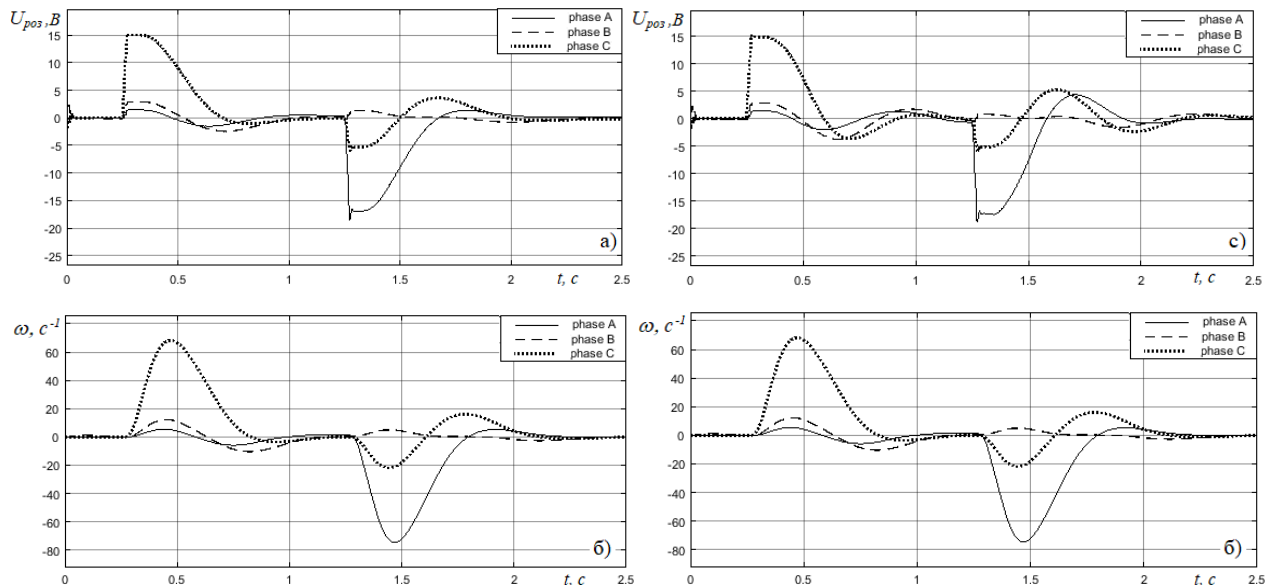 U_роз, В
phase A
phase B
phase C
15
10
5
0
-5
-10
-15
-20
-25
а)
0
0.5
1
1.5
2
2.5
t, c
U_роз, В
phase A
phase B
phase C
15
10
5
0
-5
-10
-15
-20
-25
с)
0
0.5
1
1.5
2
2.5
t, c
ω, c⁻¹
phase A
phase B
phase C
60
40
20
0
-20
-40
-60
-80
б)
0
0.5
1
1.5
2
2.5
t, c
ω, c⁻¹
phase A
phase B
phase C
60
40
20
0
-20
-40
-60
-80
б)
0
0.5
1
1.5
2
2.5
t, c